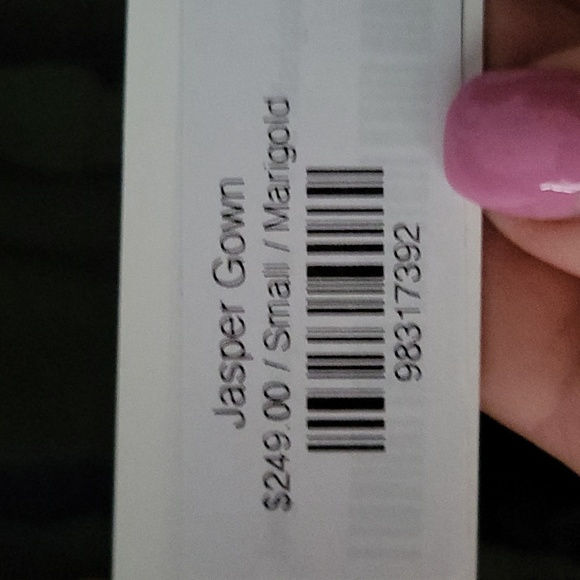 Jasper Gown
$249.00 / Small / Marigold
98317392